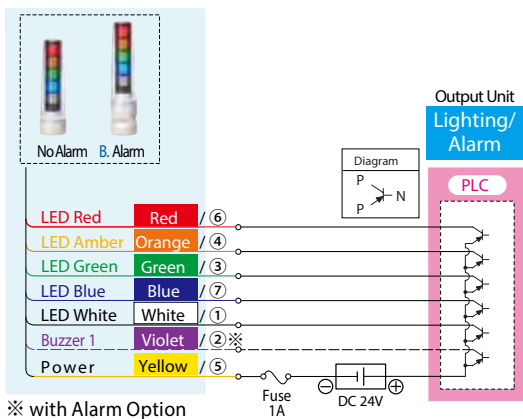 No Alarm B. Alarm
Output Unit
Lighting/
Alarm
Diagram
P
N
P
PLC
LED Red Red /⑥
LED Amber Orange /④
LED Green Green /③
LED Blue Blue /⑦
LED White White /①
Buzzer 1 Violet /②※
Power Yellow /⑤
Fuse
1A
⊖ DC 24V ⊕
※ with Alarm Option